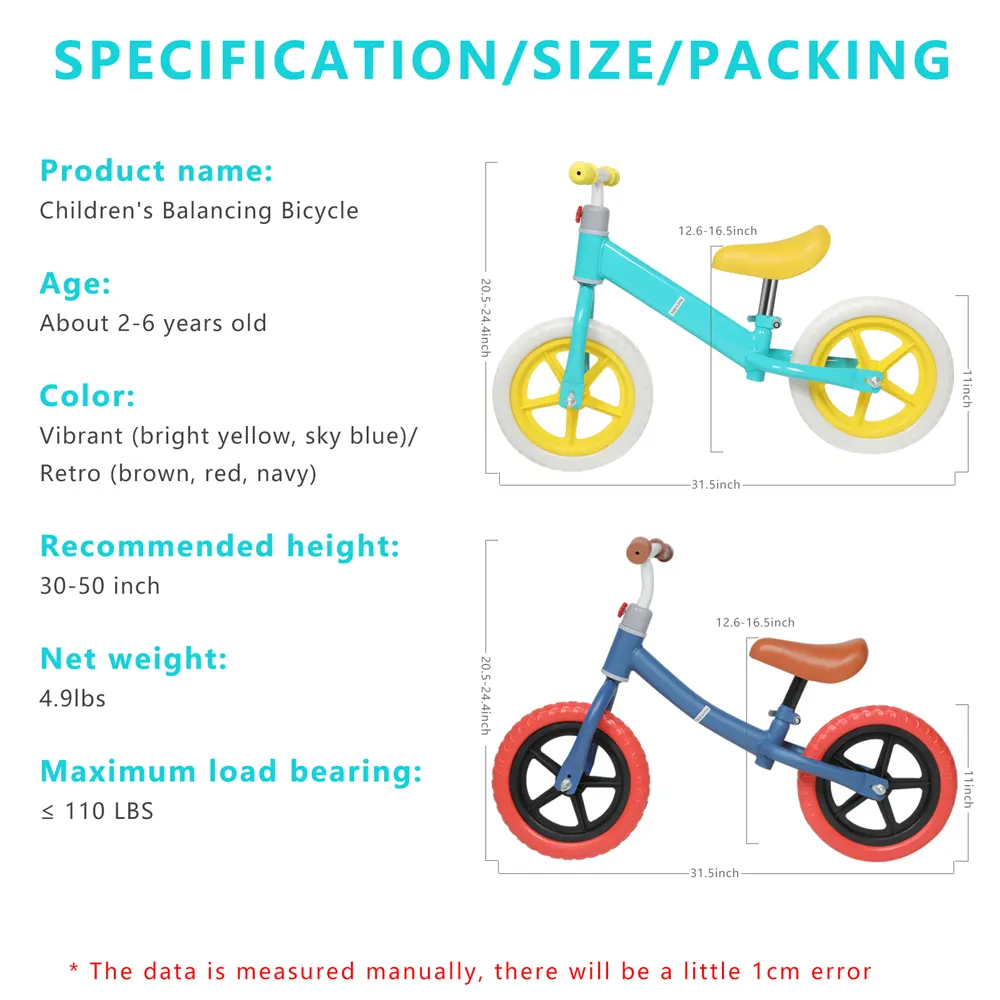 SPECIFICATION/SIZE/PACKING
Product name:
Children's Balancing Bicycle
Age:
About 2-6 years old
Color:
Vibrant (bright yellow, sky blue)/
Retro (brown, red, navy)
Recommended height:
30-50 inch
Net weight:
4.9lbs
Maximum load bearing:
≤ 110 LBS
12.6-16.5inch
20.5-24.4inch
11inch
31.5inch
12.6-16.5inch
20.5-24.4inch
11inch
31.5inch
* The data is measured manually, there will be a little 1cm error